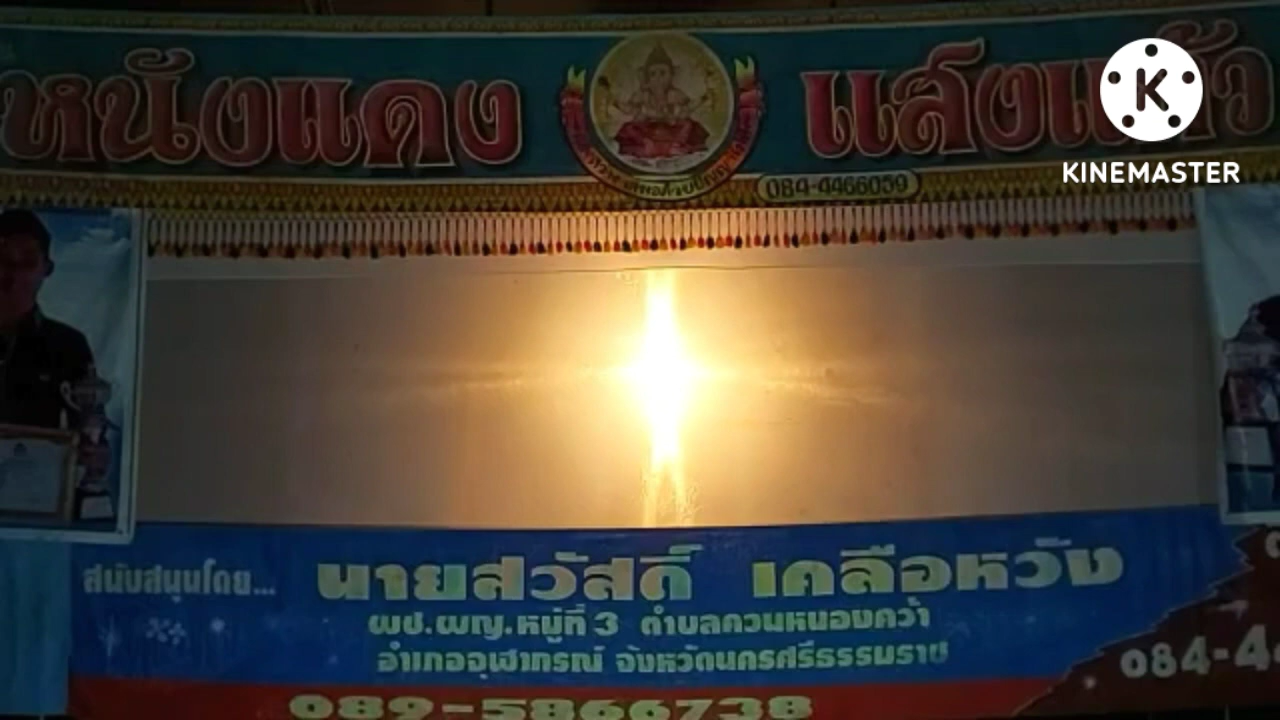 หนังแดง แสงแก้ว
K
KINEMASTER
084-4466059
สนับสนุนโดย... นายสวัสดิ์ เคลือหวัง
ผช.ผญ.หมู่ที่ 3 ตำบลควนหนองคว้า
อำเภอจุฬาภรณ์ จังหวัดนครศรีธรรมราช
084-4
089-5866738